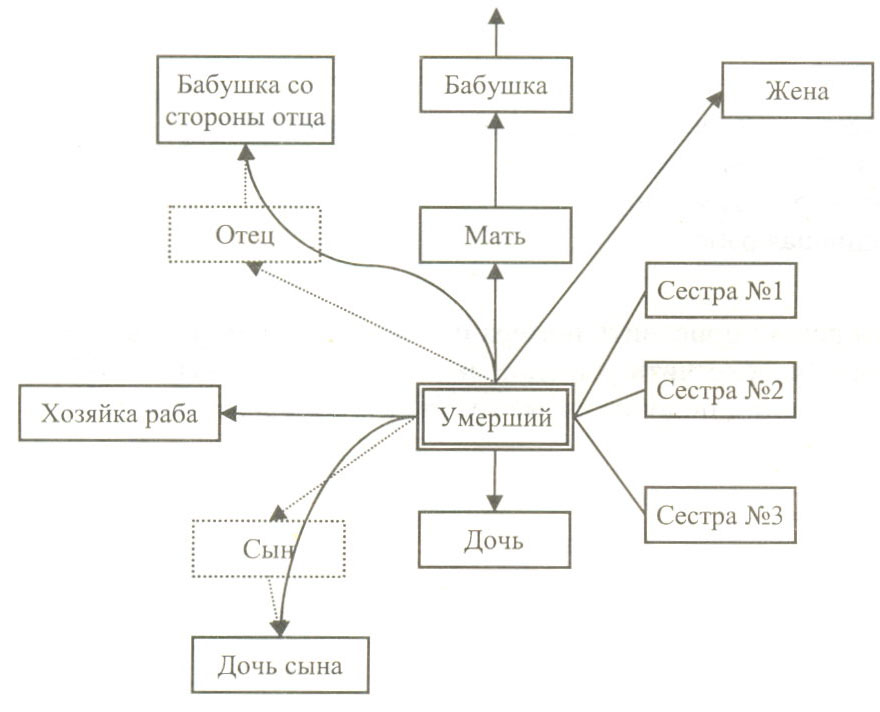 Бабушка со
стороны отца
Бабушка
Жена
Отец
Мать
Сестра №1
Сестра №2
Хозяйка раба
Умерший
Сестра №3
Сын
Дочь
Дочь сына